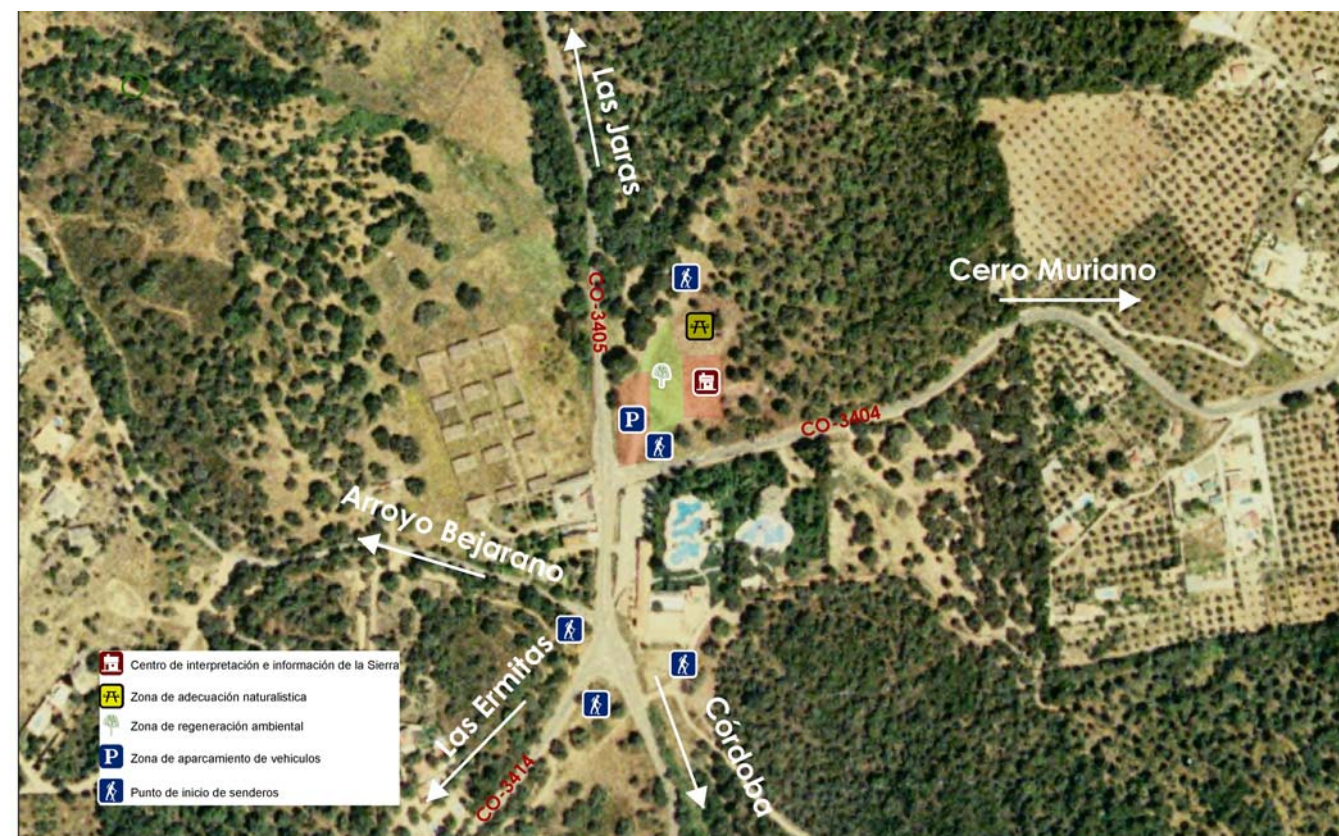 Las Jaras
Cerro Muriano
CO-3405
CO-3404
P
Arroyo Bejarano
Las Ermitas
Córdoba
CO-3414
Centro de interpretación e información de la Sierra
Zona de adecuación naturalistica
Zona de regeneración ambiental
P Zona de aparcamiento de vehiculos
Punto de inicio de senderos